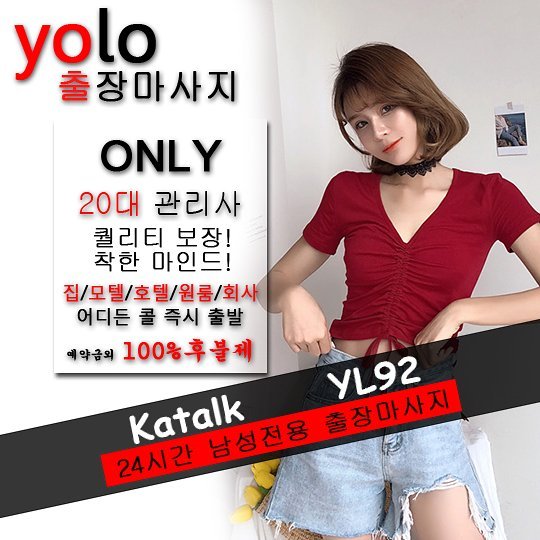 yolo
출장마사지
ONLY
20대 관리사
퀄리티 보장!
착한 마인드!
집/모텔/호텔/원룸/회사
어디든 콜 즉시 출발
예약금의 100%후불제
Katalk YL92
24시간 남성전용 출장마사지